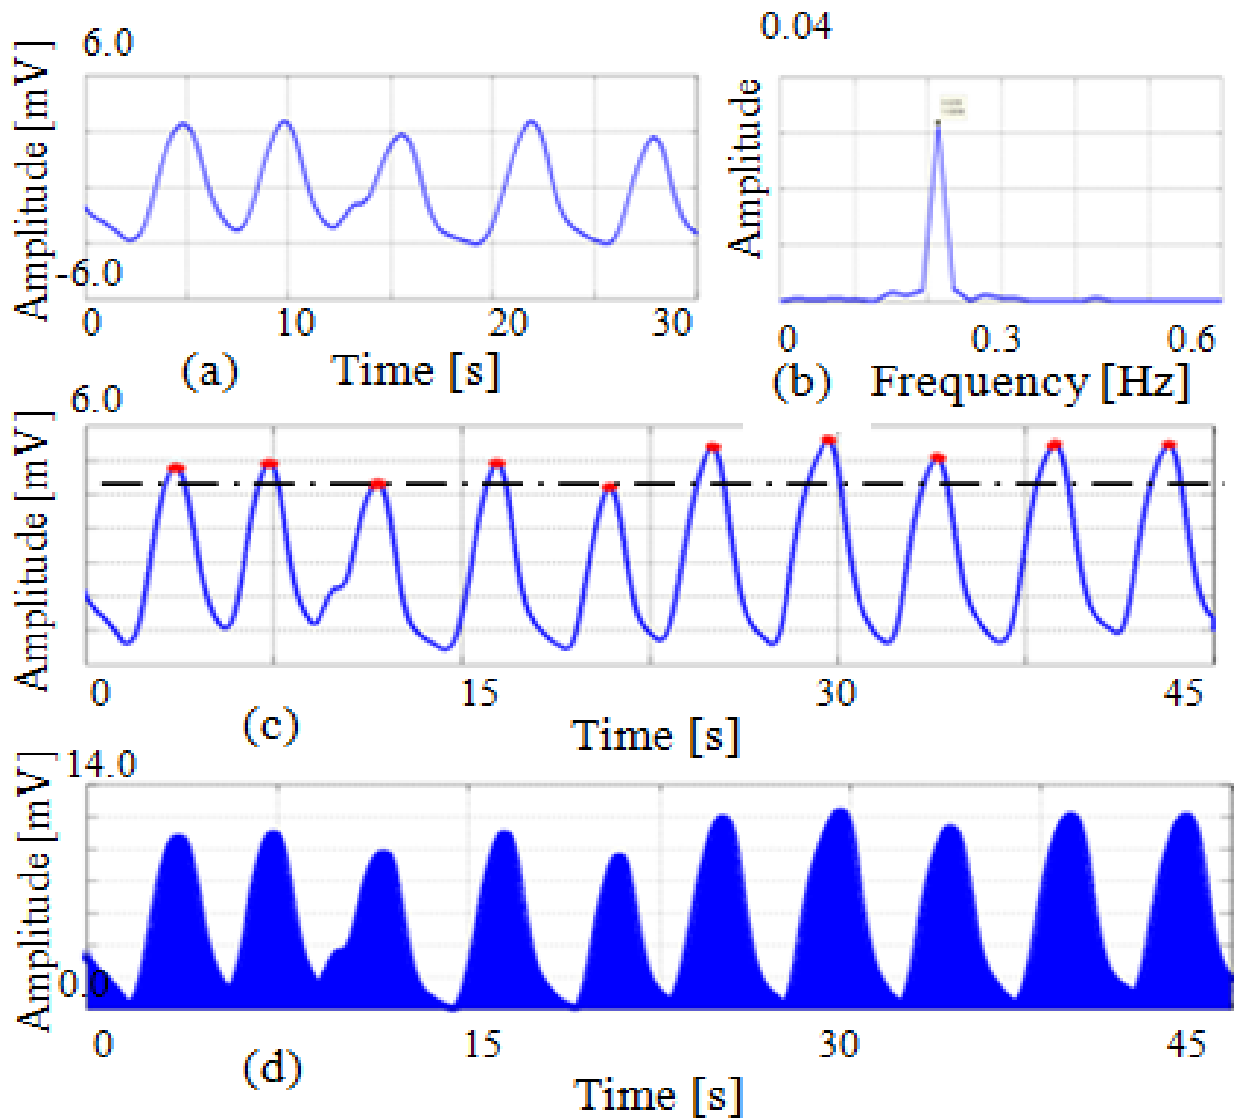 6.0
Amplitude [mV]
-6.0
0 10 20 30
(a) Time [s]
0.04
Amplitude
0 0.3 0.6
(b) Frequency [Hz]
6.0
Amplitude [mV]
0 15 30 45
(c) Time [s]
14.0
Amplitude [mV]
0.0
0 15 30 45
(d) Time [s]